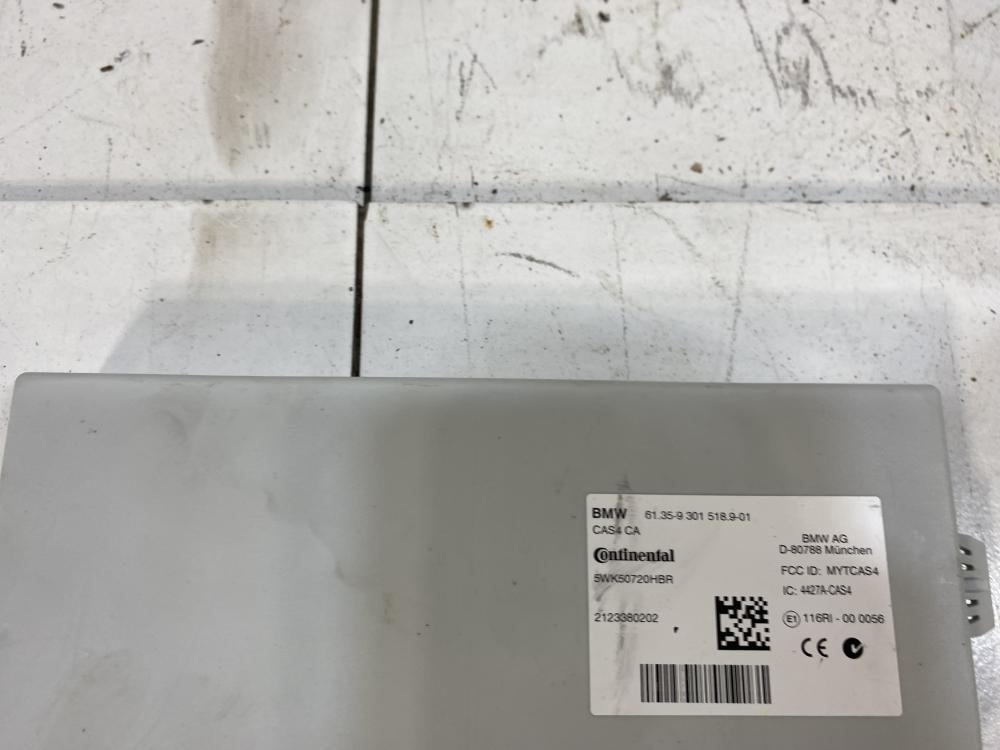 BMW 61.35-9 301 518.9-01
CAS4 CA
Continental
5WK50720HBR
2123380202
BMW AG
D-80788 München
FCC ID: MYTCAS4
IC: 4427A-CAS4
E1 116RI - 00 0056
CE